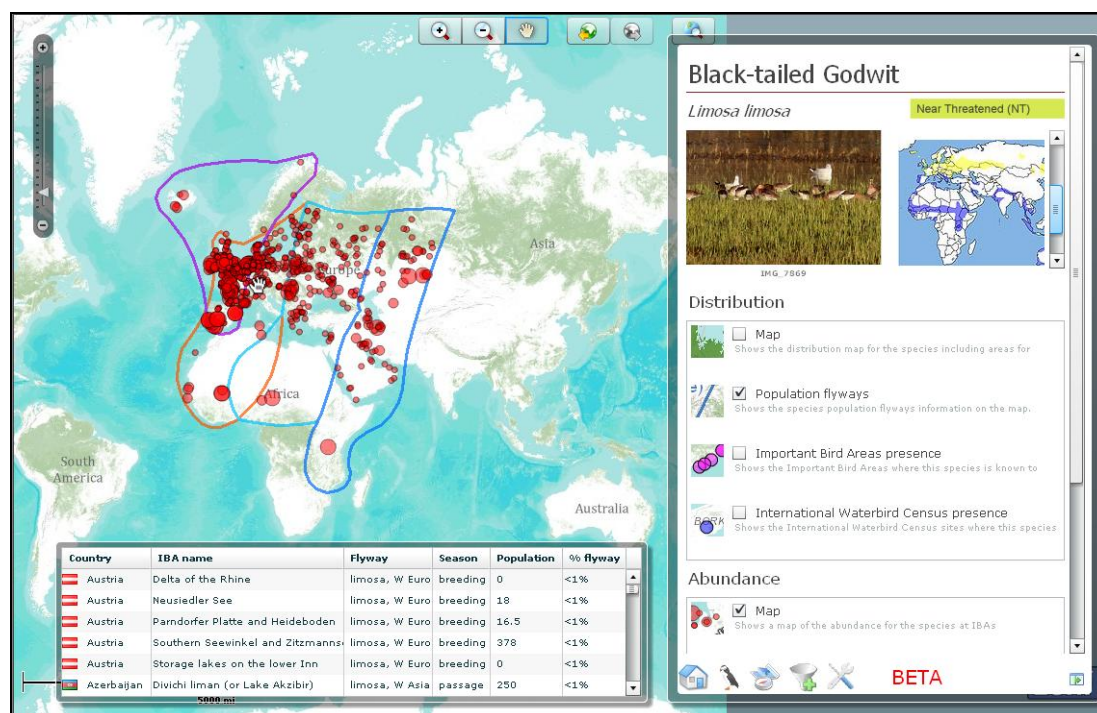 Black-tailed Godwit
Limosa limosa
Near Threatened (NT)
IMG_7869
Distribution
Map
Shows the distribution map for the species including areas for
Population flyways
Shows the species population flyways information on the map.
Important Bird Areas presence
Shows the Important Bird Areas where this species is known to
International Waterbird Census presence
Shows the International Waterbird Census sites where this species
Abundance
Map
Shows a map of the abundance for the species at IBAs
BETA
Asia
Europe
Africa
South
America
Australia
Country IBA name Flyway Season Population % flyway
Austria Delta of the Rhine limosa, W Euro breeding 0 <1%
Austria Neusiedler See limosa, W Euro breeding 18 <1%
Austria Parndorfer Platte and Heideboden limosa, W Euro breeding 16.5 <1%
Austria Southern Seewinkel and Zitzmanns limosa, W Euro breeding 378 <1%
Austria Storage lakes on the lower Inn limosa, W Euro breeding 0 <1%
Azerbaijan Divichi liman (or Lake Akzibir) limosa, W Asia passage 250 <1%
5000 mi